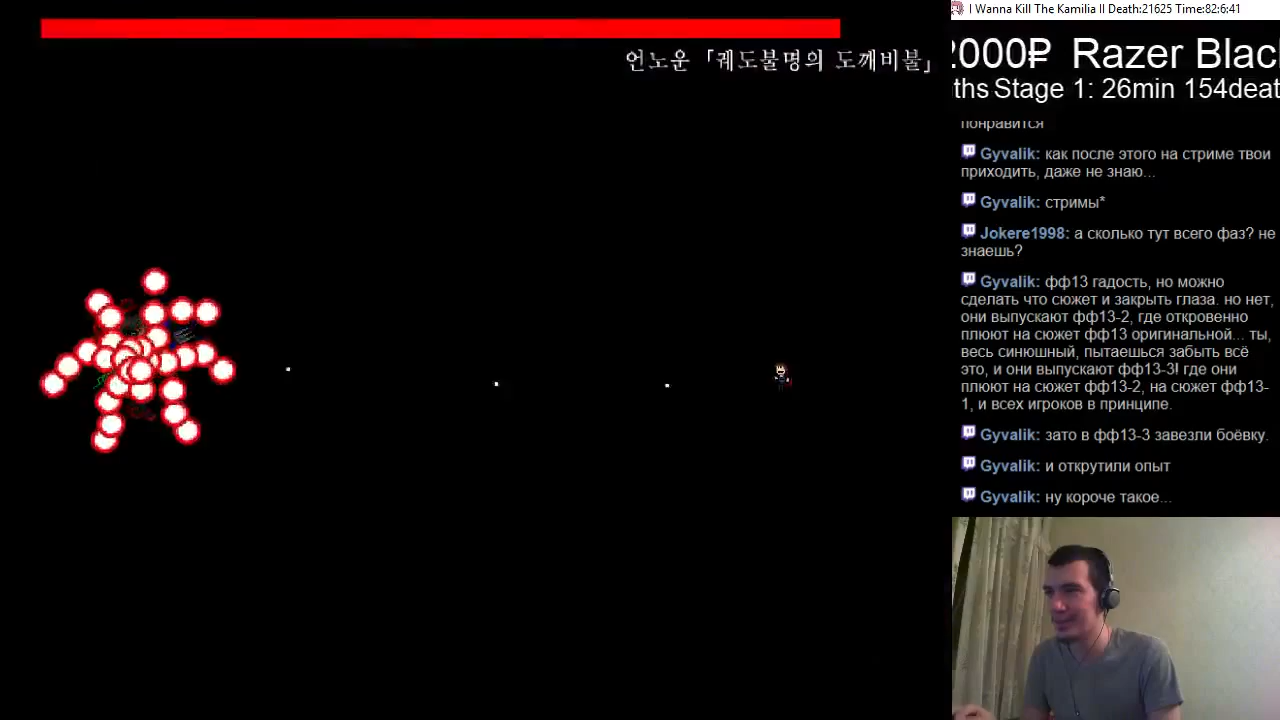 I Wanna Kill The Kamilia II Death:21625 Time:82:6:41
언노운「궤도불명의 도깨비불」
2000₽ Razer Blac
ths Stage 1: 26min 154deat
понравится
Gyvalik: как после этого на стриме твои
приходить, даже не знаю...
Gyvalik: стримы*
Jokere1998: а сколько тут всего фаз? не
знаешь?
Gyvalik: фф13 гадость, но можно
сделать что сюжет и закрыть глаза. но нет,
они выпускают фф13-2, где откровенно
плюют на сюжет фф13 оригинальной... ты,
весь синюшный, пытаешься забыть всё
это, и они выпускают фф13-3! где они
плюют на сюжет фф13-2, на сюжет фф13-
1, и всех игроков в принципе.
Gyvalik: зато в фф13-3 завезли боёвку.
Gyvalik: и открутили опыт
Gyvalik: ну короче такое...